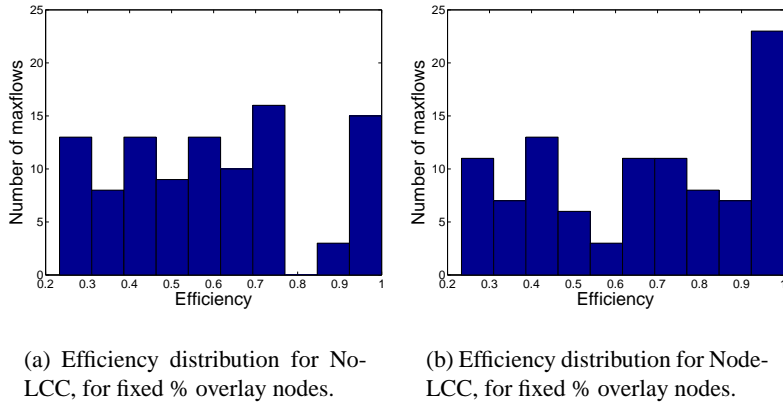 25
20
15
10
5
0
Number of maxflows
0.2 0.3 0.4 0.5 0.6 0.7 0.8 0.9 1
Efficiency
(a) Efficiency distribution for No-
LCC, for fixed % overlay nodes.
25
20
15
10
5
0
Number of maxflows
0.2 0.3 0.4 0.5 0.6 0.7 0.8 0.9 1
Efficiency
(b) Efficiency distribution for Node-
LCC, for fixed % overlay nodes.